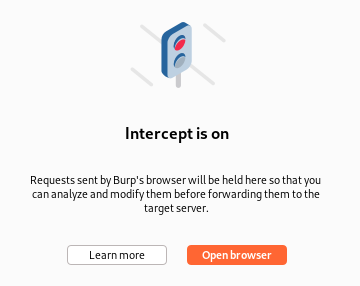 Intercept is on
Requests sent by Burp's browser will be held here so that you
can analyze and modify them before forwarding them to the
target server.
Learn more
Open browser